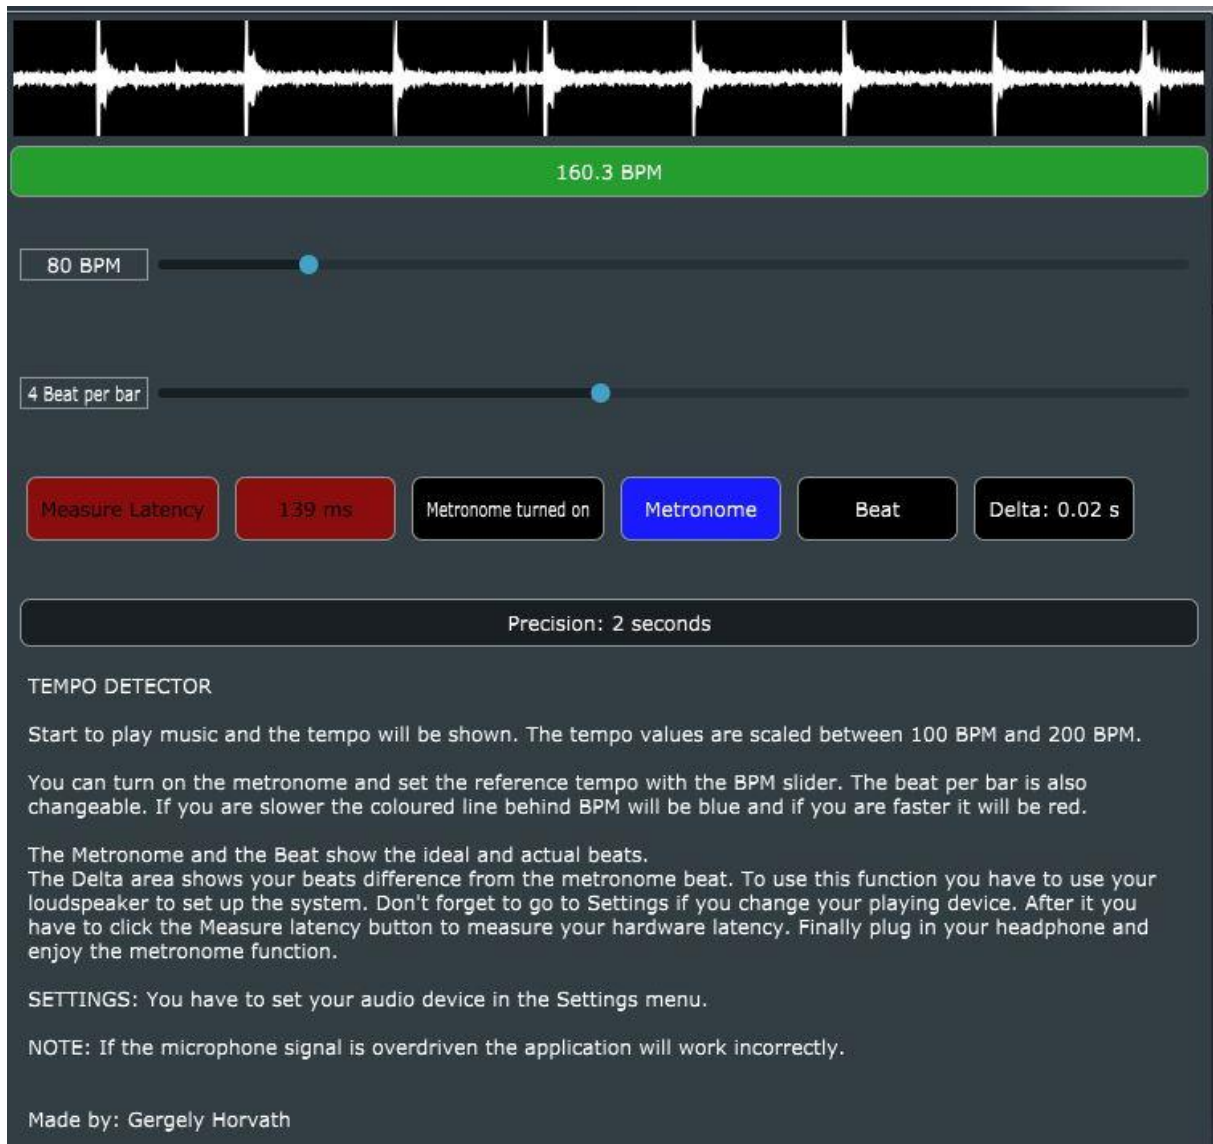 160.3 BPM
80 BPM
4 Beat per bar
Measure Latency
139 ms
Metronome turned on
Metronome
Beat
Delta: 0.02 s
Precision: 2 seconds
TEMPO DETECTOR
Start to play music and the tempo will be shown. The tempo values are scaled between 100 BPM and 200 BPM.
You can turn on the metronome and set the reference tempo with the BPM slider. The beat per bar is also
changeable. If you are slower the coloured line behind BPM will be blue and if you are faster it will be red.
The Metronome and the Beat show the ideal and actual beats.
The Delta area shows your beats difference from the metronome beat. To use this function you have to use your
loudspeaker to set up the system. Don't forget to go to Settings if you change your playing device. After it you
have to click the Measure latency button to measure your hardware latency. Finally plug in your headphone and
enjoy the metronome function.
SETTINGS: You have to set your audio device in the Settings menu.
NOTE: If the microphone signal is overdriven the application will work incorrectly.
Made by: Gergely Horvath